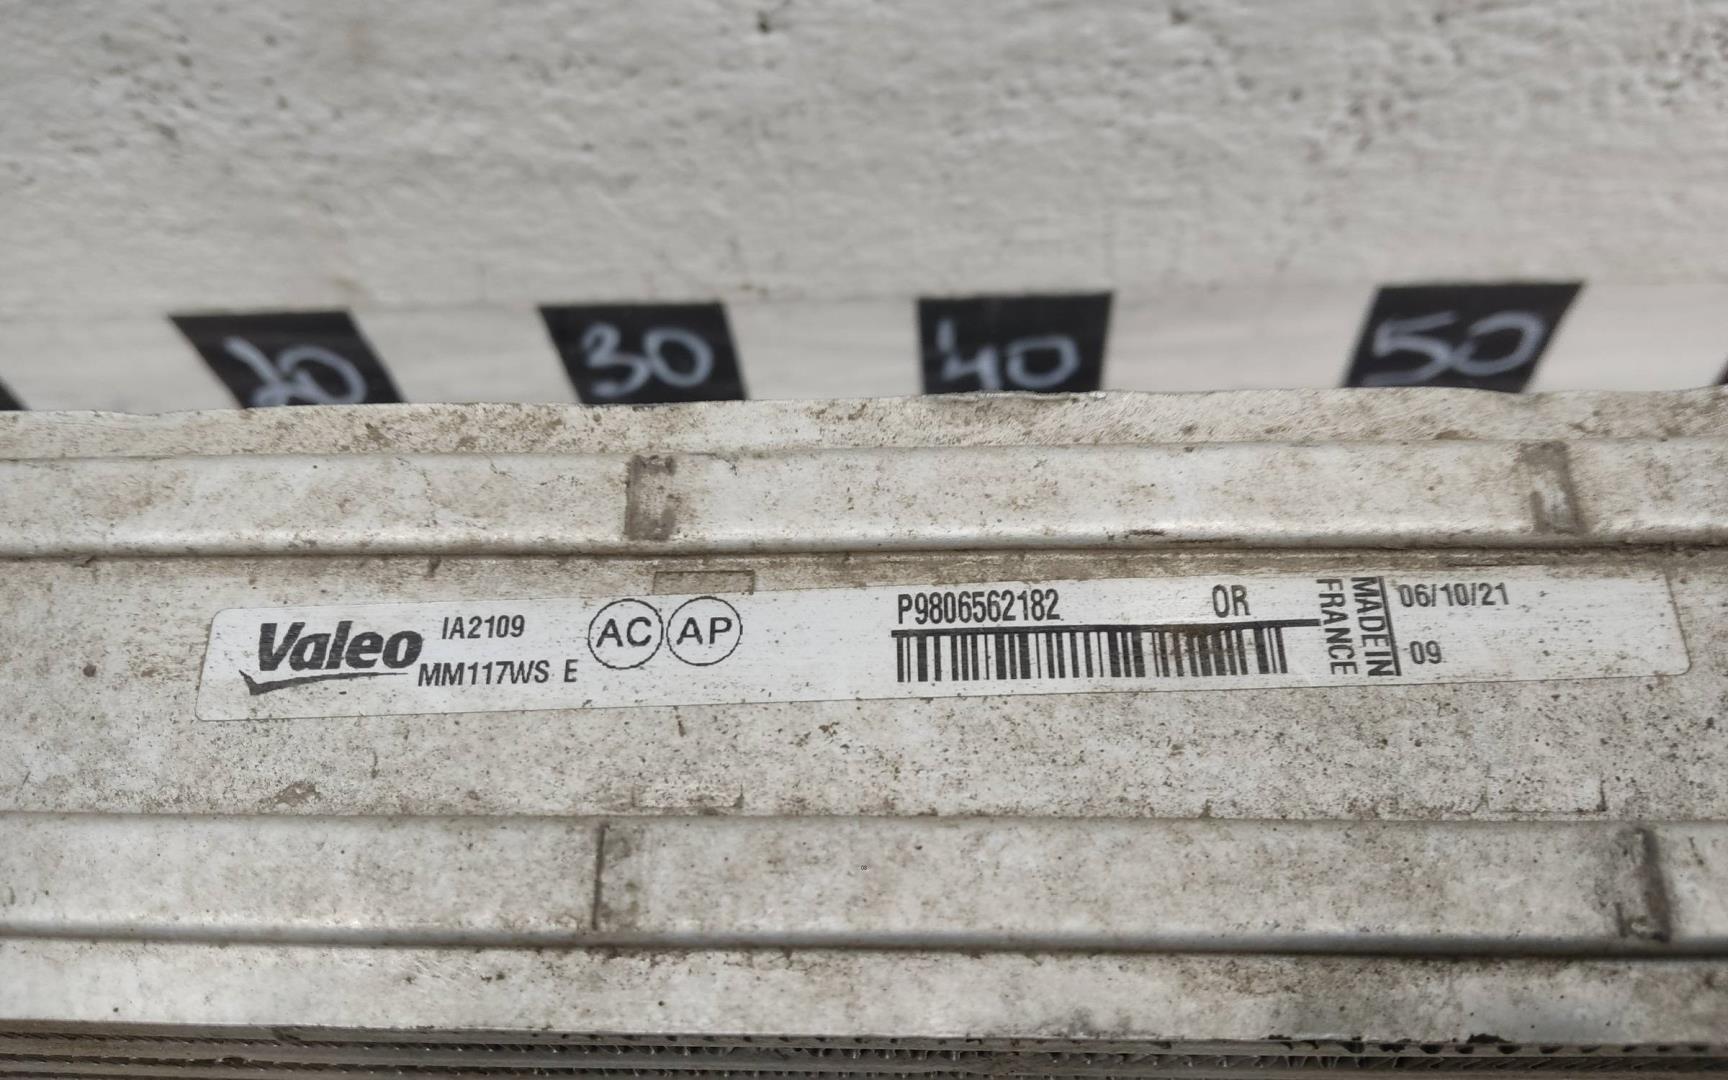 20
30
40
50
Valeo
IA2109
MM117WS E
AC
AP
P9806562182
OR
MADE IN
FRANCE
06/10/21
09